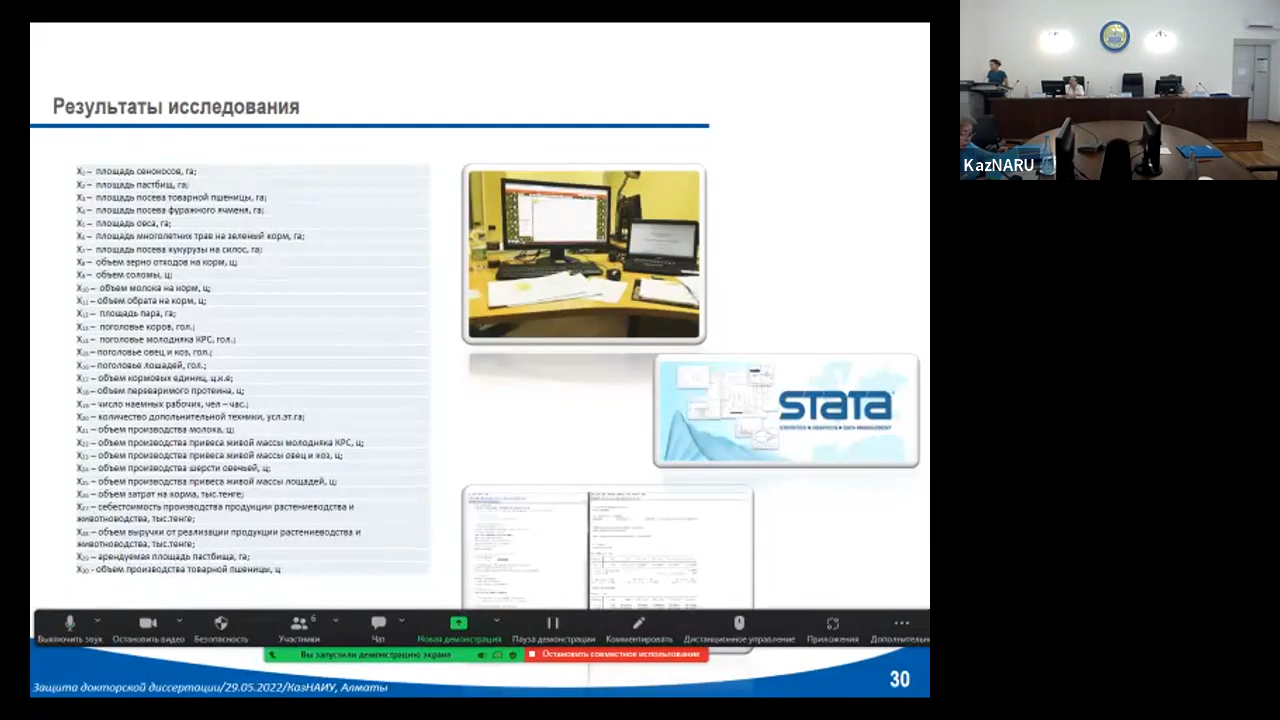 Результаты исследования
X₁ – площадь сенокосов, га;
X₂ – площадь пастбищ, га;
X₃ – площадь посева товарной пшеницы, га;
X₄ – площадь посева фуражного ячменя, га;
X₅ – площадь овса, га;
X₆ – площадь многолетних трав на зеленый корм, га;
X₇ – площадь посева кукурузы на силос, га;
X₈ – объем зерно отходов на корм, ц;
X₉ – объем соломы, ц;
X₁₀ – объем молока на корм, ц;
X₁₁ – объем обрата на корм, ц;
X₁₂ – площадь пара, га;
X₁₃ – поголовье коров, гол.;
X₁₄ – поголовье молодняка КРС, гол.;
X₁₅ – поголовье овец и коз, гол.;
X₁₆ – поголовье лошадей, гол.;
X₁₇ – объем кормовых единиц, ц.к.е;
X₁₈ – объем переваримого протеина, ц;
X₁₉ – число наемных рабочих, чел – час.;
X₂₀ – количество допольнительной техники, усл.эт.га;
X₂₁ – объем производства молока, ц;
X₂₂ – объем производства привеса живой массы молодняка КРС, ц;
X₂₃ – объем производства привеса живой массы овец и коз, ц;
X₂₄ – объем производства шерсти овечьей, ц;
X₂₅ – объем производства привеса живой массы лощадей, ц;
X₂₆ – объем затрат на корма, тыс.тенге;
X₂₇ – себестоимость производства продукции растениеводства и
животноводства, тыс.тенге;
X₂₈ – объем выручки от реализации продукции растениеводства и
животноводства, тыс.тенге;
X₂₉ – арендуемая площадь пастбища, га;
X₃₀ - объем производства товарной пшеницы, ц
STATA
STATISTICS • GRAPHICS • DATA MANAGEMENT
KazNARU
6
Выключить звук Остановить видео Безопасность Участники Чат Новая демонстрация Пауза демонстрации Комментировать Дистанционное управление Приложения Дополнительн
Вы запустили демонстрацию экрана Остановить совместное использование
Защита докторской диссертации/29.05.2022/КазНАИУ, Алматы
30